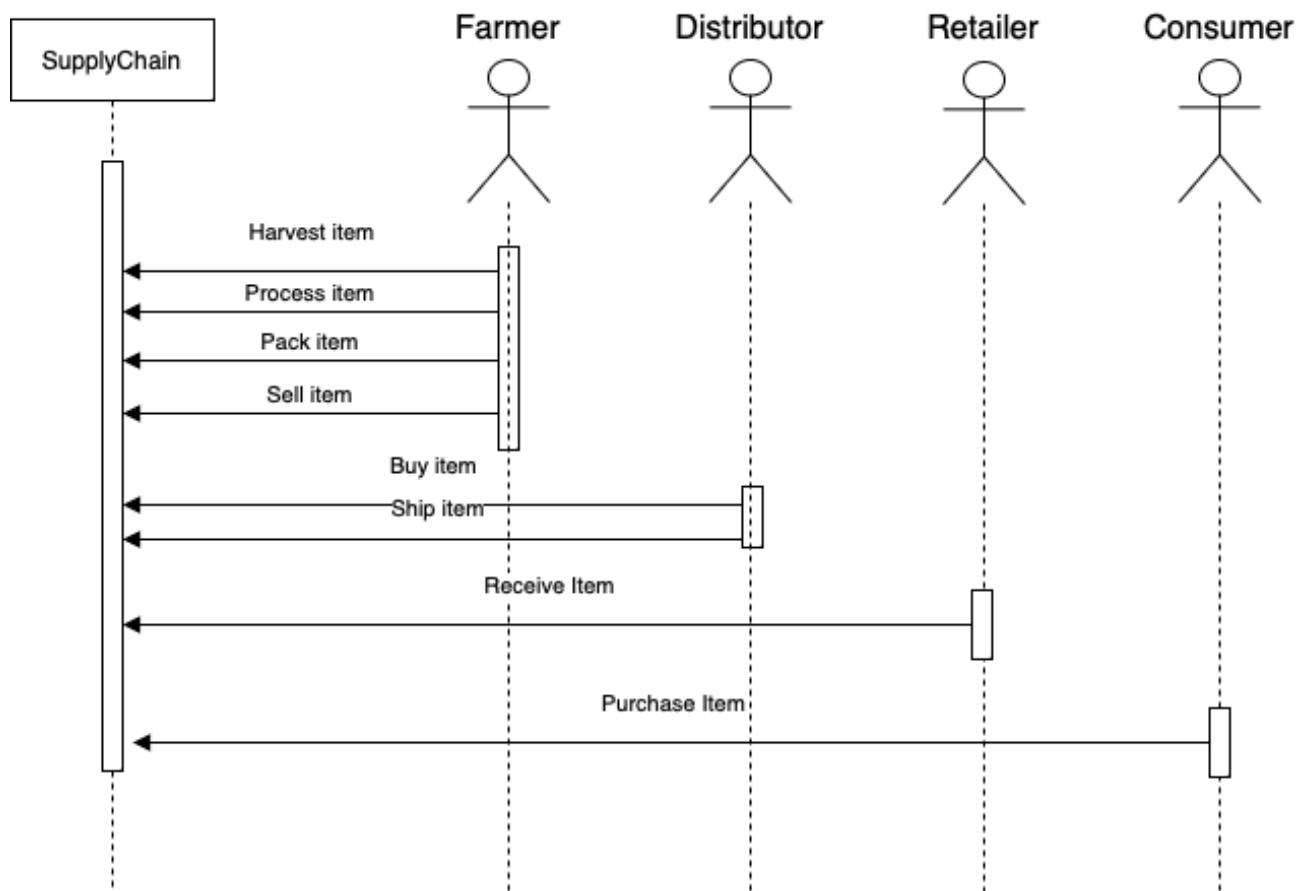 SupplyChain
Farmer
Distributor
Retailer
Consumer
Harvest item
Process item
Pack item
Sell item
Buy item
Ship item
Receive Item
Purchase Item